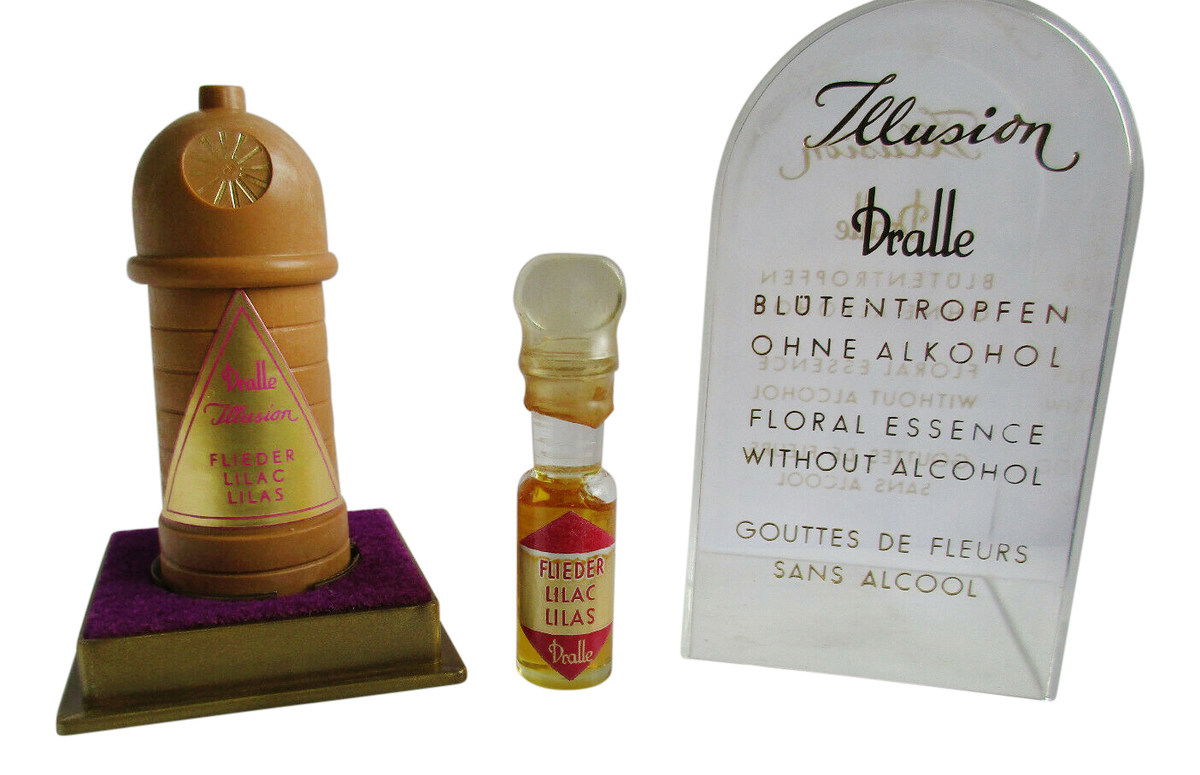 Dralle
Illusion
FLIEDER
LILAC
LILAS
FLIEDER
LILAC
LILAS
Dralle
Illusion
Dralle
BLÜTENTROPFEN
OHNE ALKOHOL
FLORAL ESSENCE
WITHOUT ALCOHOL
GOUTTES DE FLEURS
SANS ALCOOL